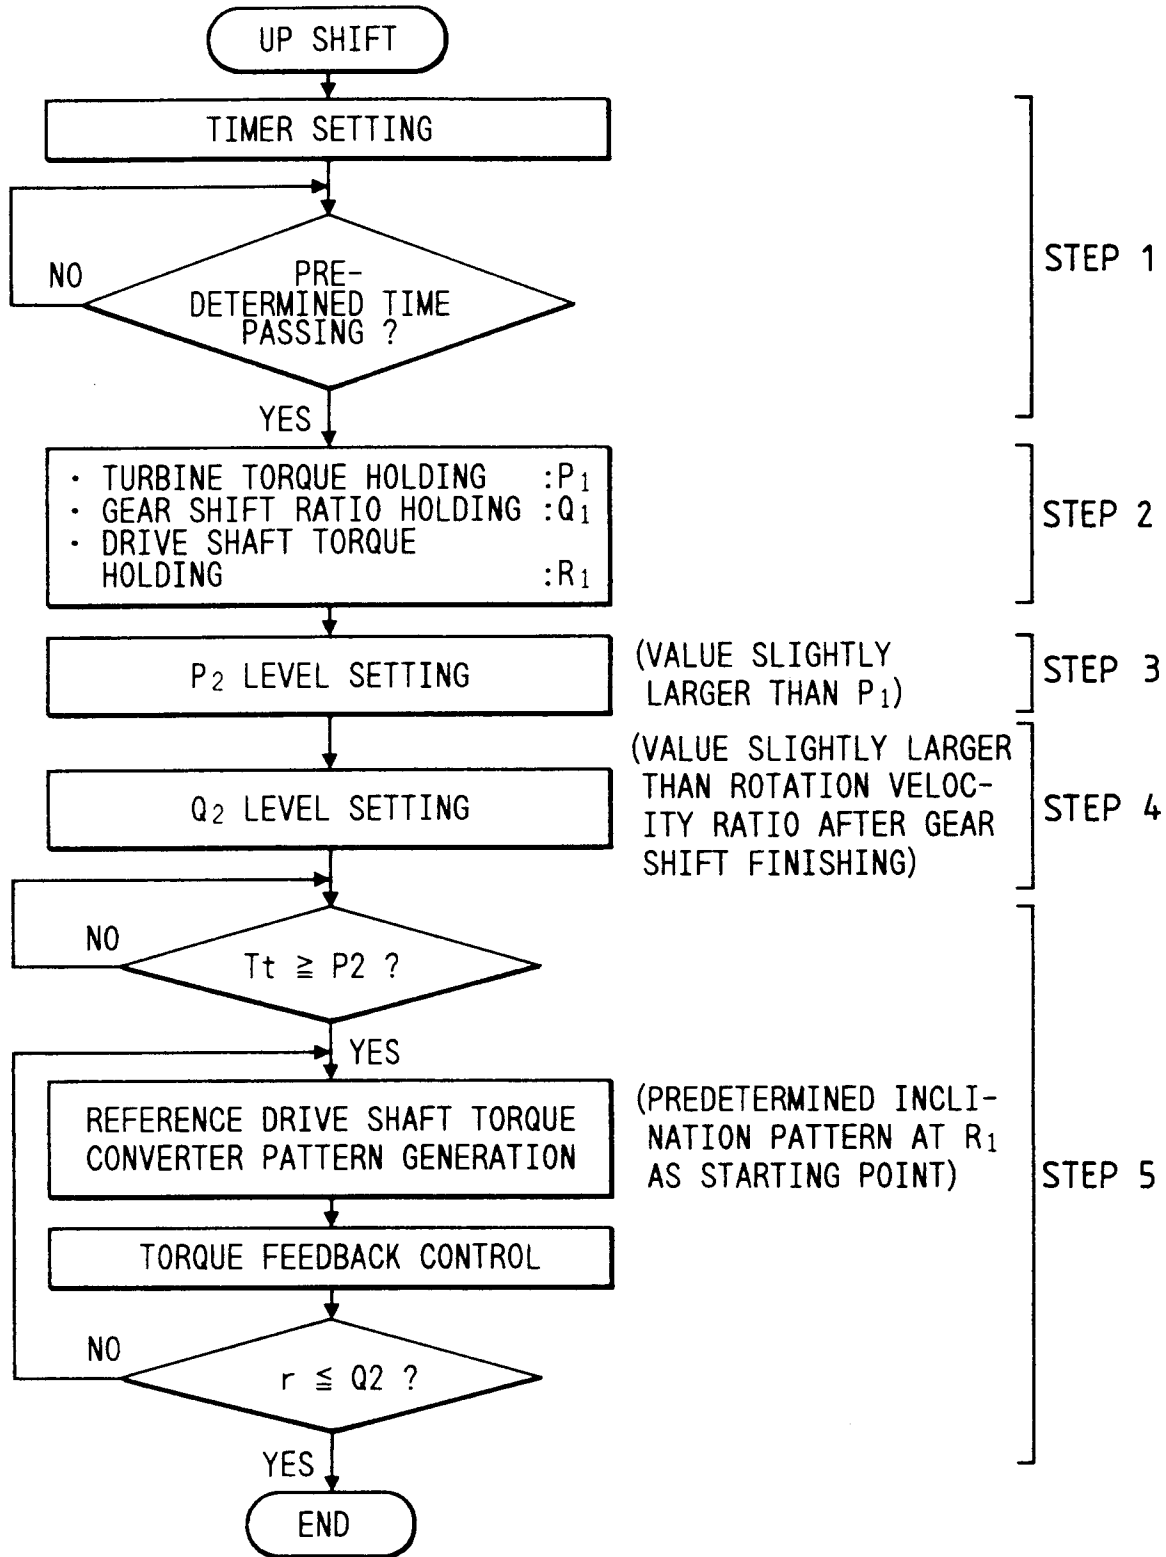 UP SHIFT
TIMER SETTING
NO
PRE-
DETERMINED TIME
PASSING ?
STEP 1
YES
· TURBINE TORQUE HOLDING :P1
· GEAR SHIFT RATIO HOLDING :Q1
· DRIVE SHAFT TORQUE
HOLDING :R1
STEP 2
P2 LEVEL SETTING
(VALUE SLIGHTLY
LARGER THAN P1)
STEP 3
Q2 LEVEL SETTING
(VALUE SLIGHTLY LARGER
THAN ROTATION VELOC-
ITY RATIO AFTER GEAR
SHIFT FINISHING)
STEP 4
NO
Tt ≧ P2 ?
YES
REFERENCE DRIVE SHAFT TORQUE
CONVERTER PATTERN GENERATION
(PREDETERMINED INCLI-
NATION PATTERN AT R1
AS STARTING POINT)
STEP 5
TORQUE FEEDBACK CONTROL
NO
r ≦ Q2 ?
YES
END